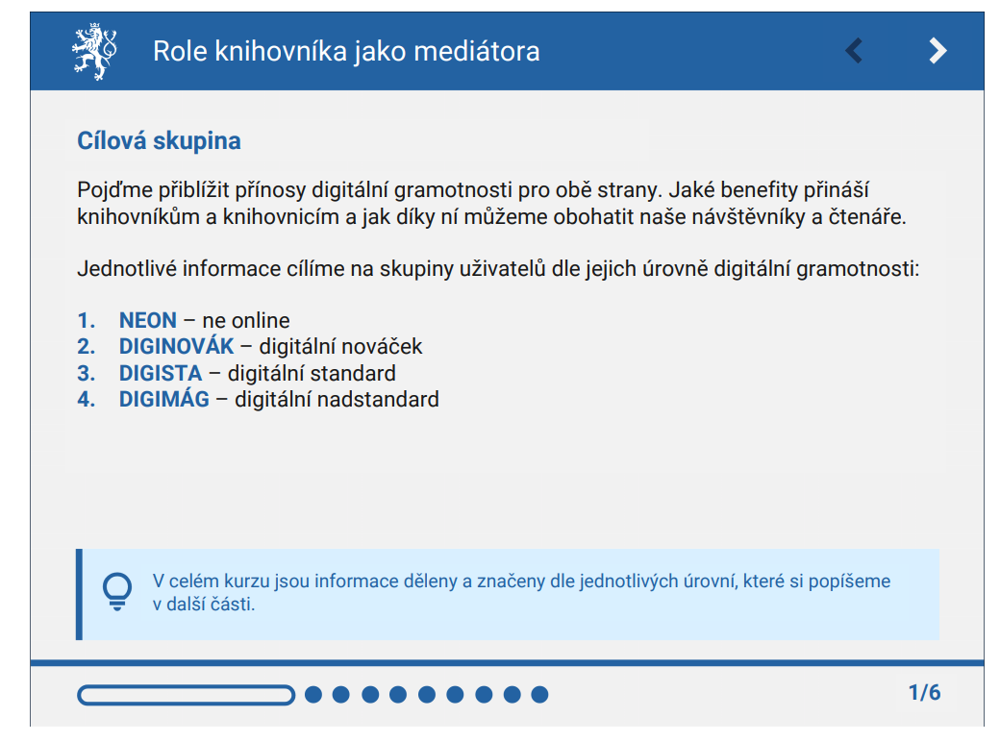 Role knihovníka jako mediátora
Cílová skupina
Pojďme přiblížit přínosy digitální gramotnosti pro obě strany. Jaké benefity přináší
knihovníkům a knihovnicím a jak díky ní můžeme obohatit naše návštěvníky a čtenáře.
Jednotlivé informace cílíme na skupiny uživatelů dle jejich úrovně digitální gramotnosti:
1. NEON – ne online
2. DIGINOVÁK – digitální nováček
3. DIGISTA – digitální standard
4. DIGIMÁG – digitální nadstandard
V celém kurzu jsou informace děleny a značeny dle jednotlivých úrovní, které si popíšeme
v další části.
1/6